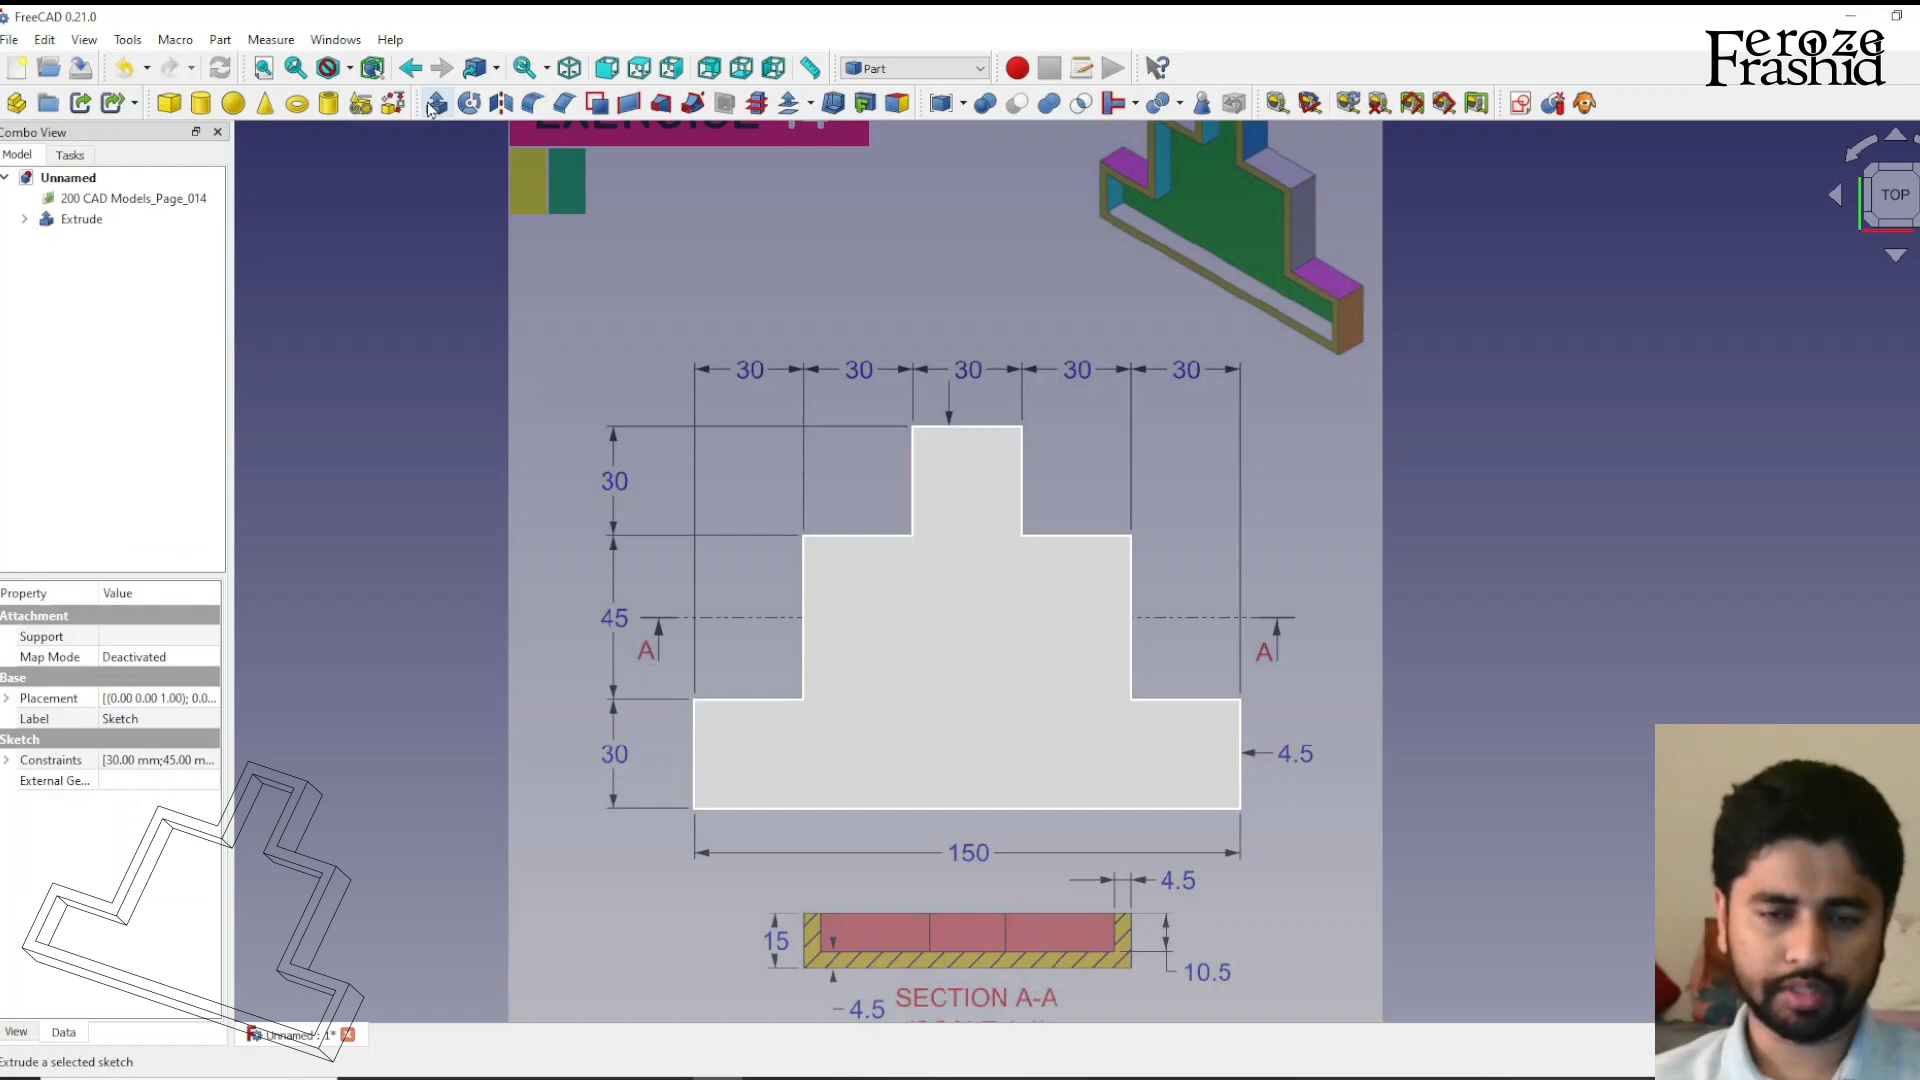 FreeCAD 0.21.0
File Edit View Tools Macro Part Measure Windows Help
Feroze
Frashid
Part
Combo View
Model Tasks
Unnamed
200 CAD Models_Page_014
Extrude
TOP
30 30 30 30 30
30
45
A A
30
4.5
150
4.5
15
10.5
4.5
SECTION A-A
Property Value
Attachment
Support
Map Mode Deactivated
Base
Placement [(0.00 0.00 1.00); 0.0...
Label Sketch
Sketch
Constraints [30.00 mm;45.00 m...
External Ge...
View Data
Unnamed : 1*
Extrude a selected sketch